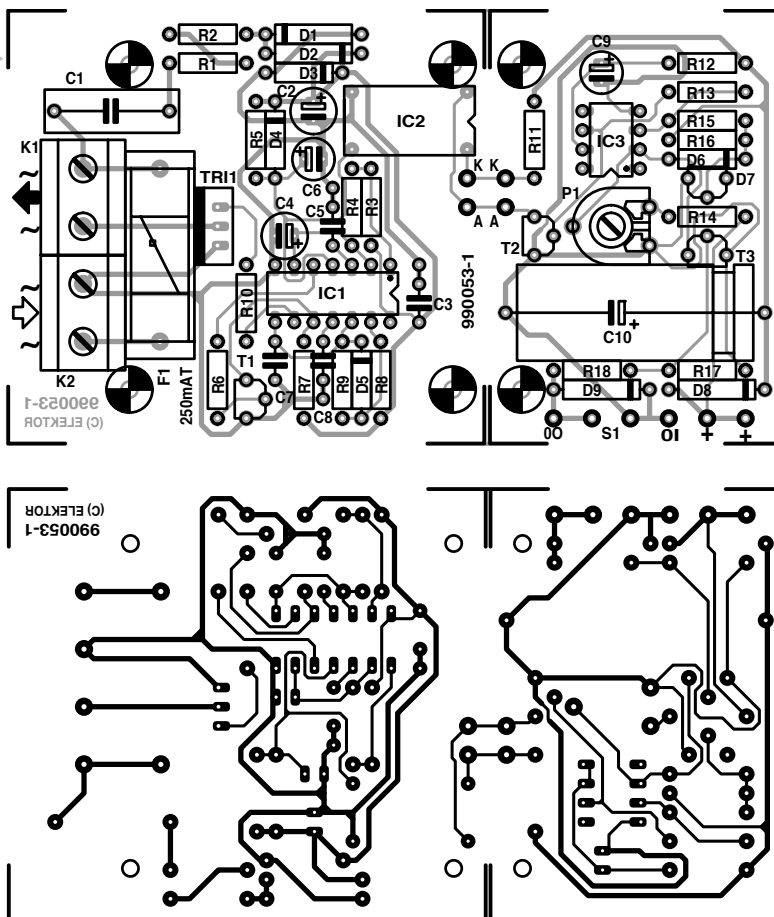 R2
D1
D2
R1
D3
C9
R12
C1
C2
R13
K1
R5
D4
IC2
R11
IC3
R15
R16
D6
~
TRI1
C6
K K
P1
D7
C4
C5
R4
R3
A A
R14
~
T2
T3
~
R10
IC1
C3
990053-1
C10
~
T1
K2
F1
R6
R7
R9
D5
R8
R18
R17
990053-1
(C) ELEKTOR
250mAT
C7
C8
D9
D8
00
S1
01
+
+
(C) ELEKTOR
990053-1